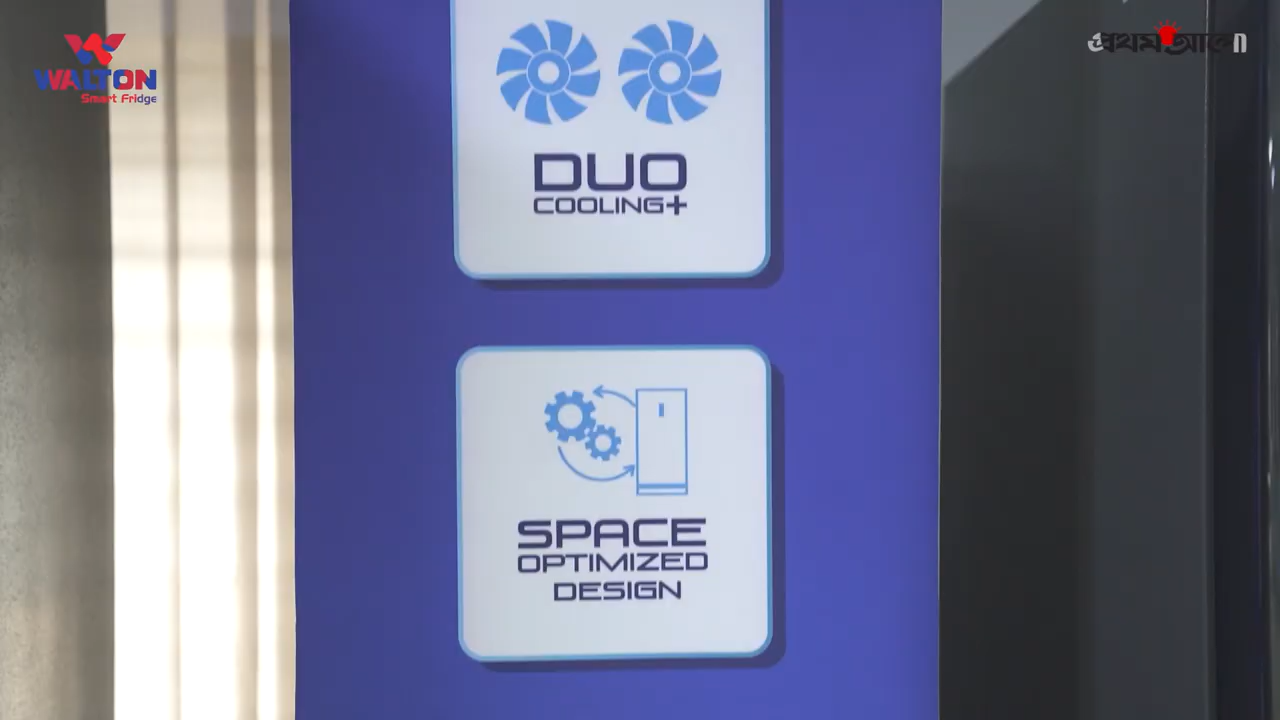 WALTON
Smart Fridge
প্রথম আলো
DUO
COOLING+
SPACE
OPTIMIZED
DESIGN